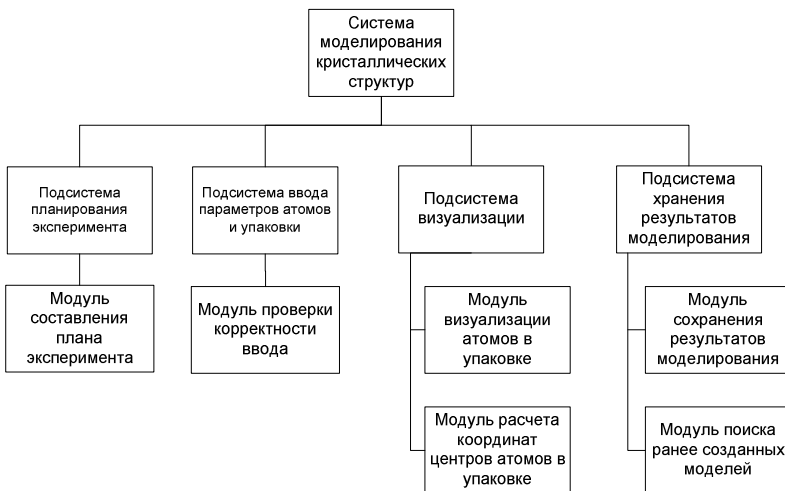 Система
моделирования
кристаллических
структур
Подсистема
планирования
эксперимента
Подсистема ввода
параметров атомов
и упаковки
Подсистема
визуализации
Подсистема
хранения
результатов
моделирования
Модуль
составления
плана
эксперимента
Модуль проверки
корректности
ввода
Модуль
визуализации
атомов в
упаковке
Модуль
сохранения
результатов
моделирования
Модуль расчета
координат
центров атомов в
упаковке
Модуль поиска
ранее созданных
моделей